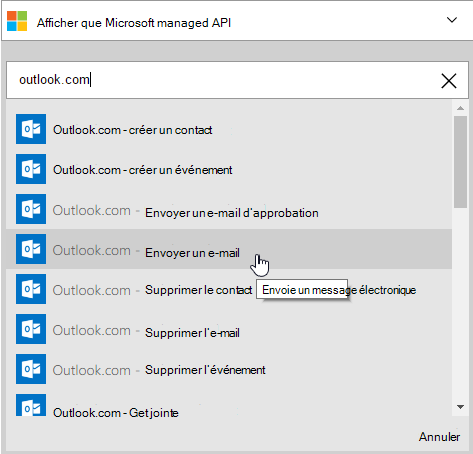 Afficher que Microsoft managed API
outlook.com
Outlook.com - créer un contact
Outlook.com - créer un événement
Outlook.com - Envoyer un e-mail d'approbation
Outlook.com - Envoyer un e-mail
Outlook.com - Supprimer le contact Envoie un message électronique
Outlook.com - Supprimer l'e-mail
Outlook.com - Supprimer l'événement
Outlook.com - Get jointe
Annuler